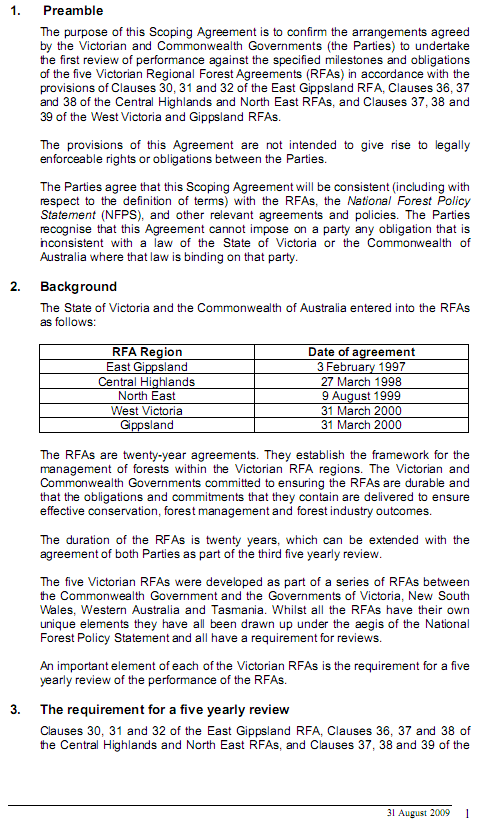 1. Preamble
The purpose of this Scoping Agreement is to confirm the arrangements agreed
by the Victorian and Commonwealth Governments (the Parties) to undertake
the first review of performance against the specified milestones and obligations
of the five Victorian Regional Forest Agreements (RFAs) in accordance with the
provisions of Clauses 30, 31 and 32 of the East Gippsland RFA, Clauses 36, 37
and 38 of the Central Highlands and North East RFAs, and Clauses 37, 38 and
39 of the West Victoria and Gippsland RFAs.
The provisions of this Agreement are not intended to give rise to legally
enforceable rights or obligations between the Parties.
The Parties agree that this Scoping Agreement will be consistent (including with
respect to the definition of terms) with the RFAs, the National Forest Policy
Statement (NFPS), and other relevant agreements and policies. The Parties
recognise that this Agreement cannot impose on a party any obligation that is
inconsistent with a law of the State of Victoria or the Commonwealth of
Australia where that law is binding on that party.
2. Background
The State of Victoria and the Commonwealth of Australia entered into the RFAs
as follows:
RFA Region Date of agreement
East Gippsland 3 February 1997
Central Highlands 27 March 1998
North East 9 August 1999
West Victoria 31 March 2000
Gippsland 31 March 2000
The RFAs are twenty-year agreements. They establish the framework for the
management of forests within the Victorian RFA regions. The Victorian and
Commonwealth Governments committed to ensuring the RFAs are durable and
that the obligations and commitments that they contain are delivered to ensure
effective conservation, forest management and forest industry outcomes.
The duration of the RFAs is twenty years, which can be extended with the
agreement of both Parties as part of the third five yearly review.
The five Victorian RFAs were developed as part of a series of RFAs between
the Commonwealth Government and the Governments of Victoria, New South
Wales, Western Australia and Tasmania. Whilst all the RFAs have their own
unique elements they have all been drawn up under the aegis of the National
Forest Policy Statement and all have a requirement for reviews.
An important element of each of the Victorian RFAs is the requirement for a five
yearly review of the performance of the RFAs.
3. The requirement for a five yearly review
Clauses 30, 31 and 32 of the East Gippsland RFA, Clauses 36, 37 and 38 of
the Central Highlands and North East RFAs, and Clauses 37, 38 and 39 of the
31 August 2009 1